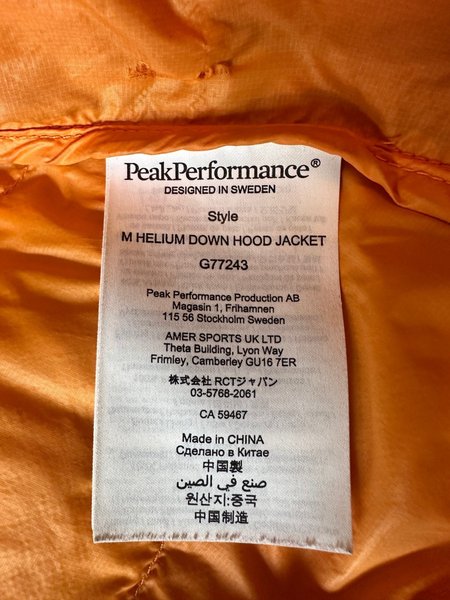 PeakPerformance®
DESIGNED IN SWEDEN
Style
M HELIUM DOWN HOOD JACKET
G77243
Peak Performance Production AB
Magasin 1, Frihamnen
115 56 Stockholm Sweden
AMER SPORTS UK LTD
Theta Building, Lyon Way
Frimley, Camberley GU16 7ER
株式会社 RCTジャパン
03-5768-2061
CA 59467
Made in CHINA
Сделано в Китае
中国製
صنع في الصين
원산지:중국
中国制造